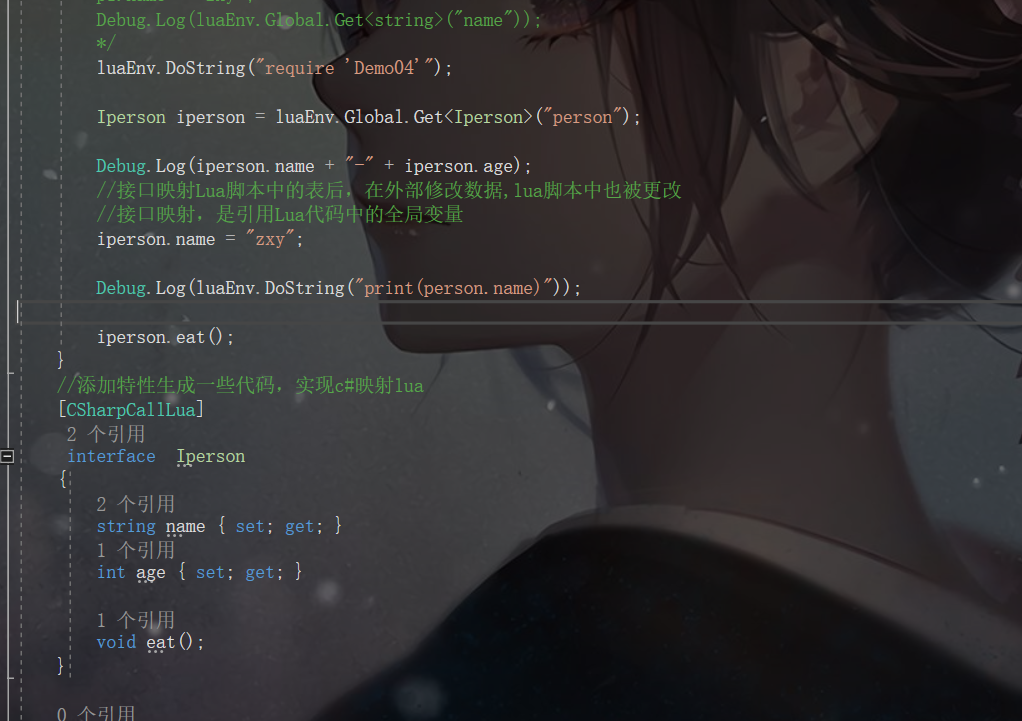 Debug.Log(luaEnv.Global.Get<string>("name"));
*/
luaEnv.DoString("require 'Demo04'");
Iperson iperson = luaEnv.Global.Get<Iperson>("person");
Debug.Log(iperson.name + "-" + iperson.age);
//接口映射Lua脚本中的表后，在外部修改数据,lua脚本中也被更改
//接口映射，是引用Lua代码中的全局变量
iperson.name = "zxy";
Debug.Log(luaEnv.DoString("print(person.name)"));
iperson.eat();
}
//添加特性生成一些代码，实现c#映射lua
[CSharpCallLua]
2 个引用
interface Iperson
{
2 个引用
string name { set; get; }
1 个引用
int age { set; get; }
1 个引用
void eat();
}
0 个引用